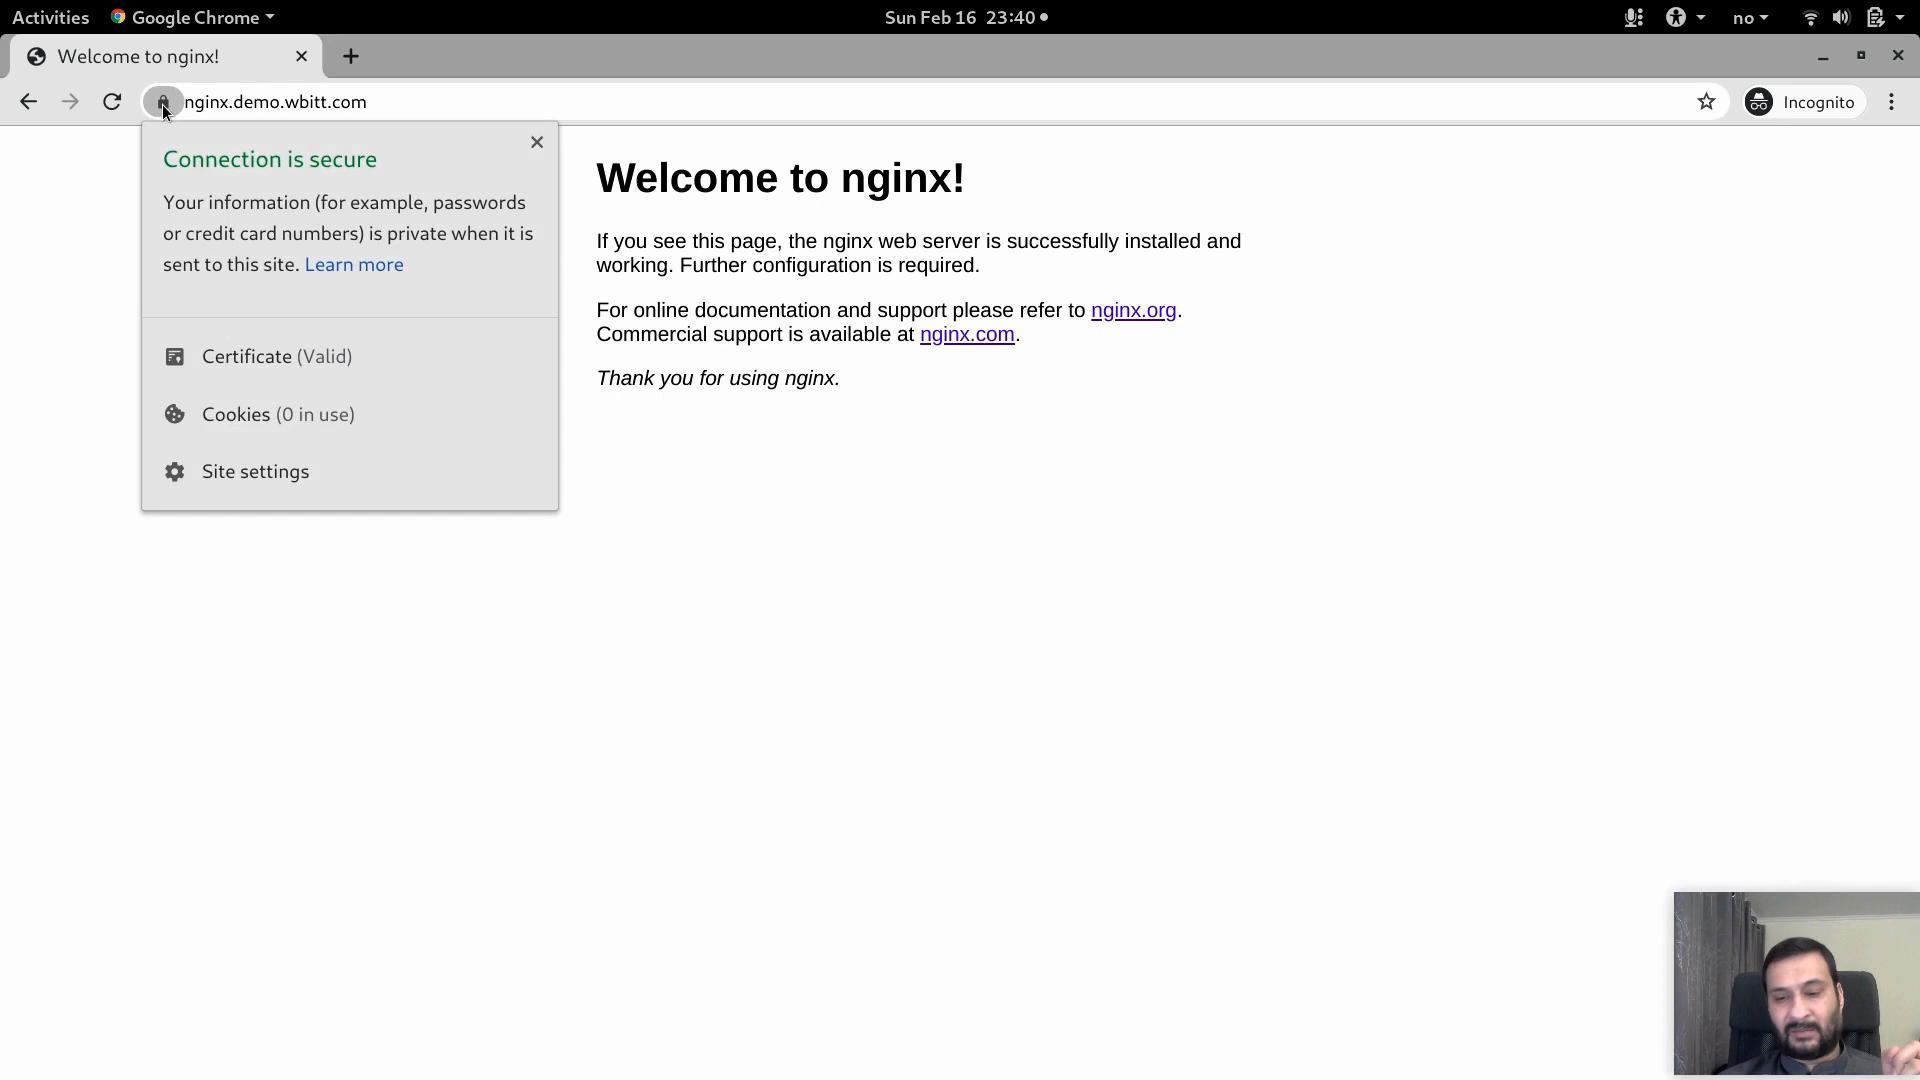 Activities Google Chrome Sun Feb 16 23:40 no
Welcome to nginx!
nginx.demo.wbitt.com Incognito
Connection is secure
Your information (for example, passwords
or credit card numbers) is private when it is
sent to this site. Learn more
Certificate (Valid)
Cookies (0 in use)
Site settings
Welcome to nginx!
If you see this page, the nginx web server is successfully installed and
working. Further configuration is required.
For online documentation and support please refer to nginx.org.
Commercial support is available at nginx.com.
Thank you for using nginx.